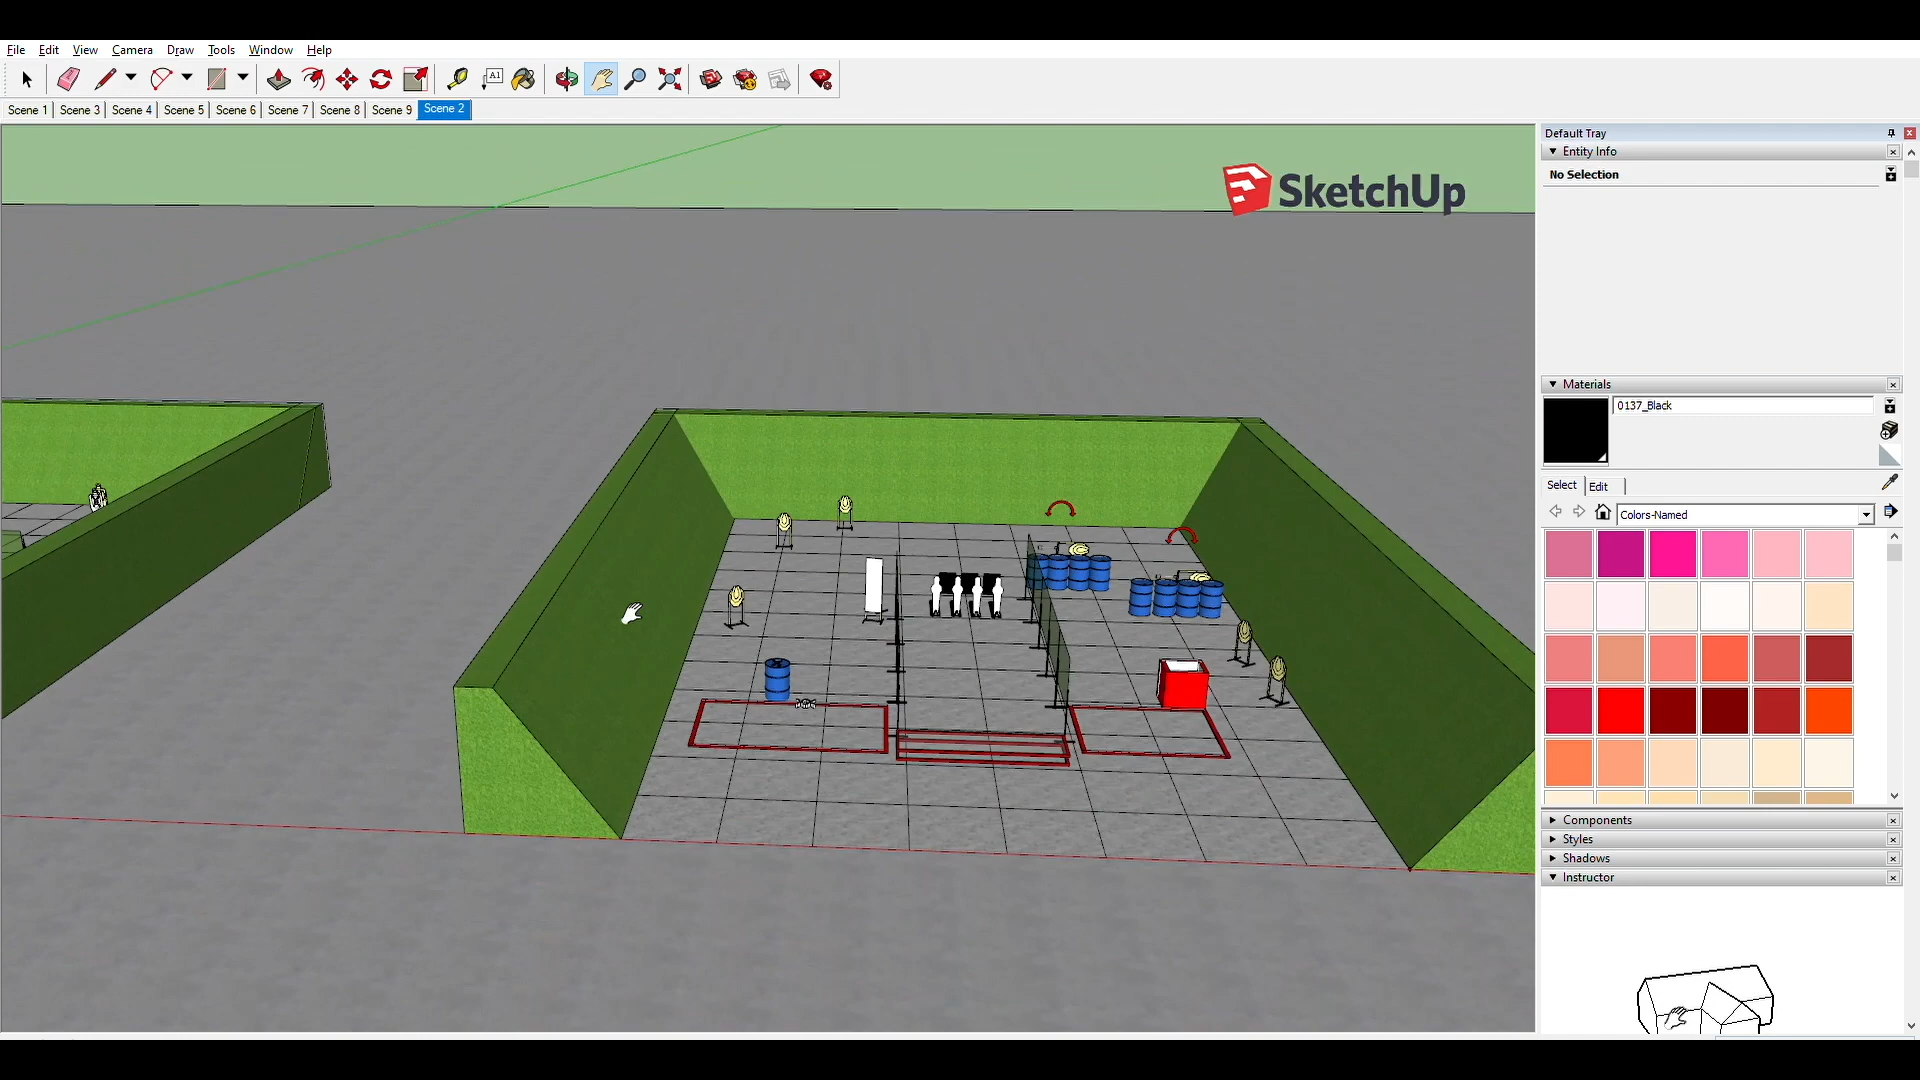 File Edit View Camera Draw Tools Window Help
A1
Scene 1 Scene 3 Scene 4 Scene 5 Scene 6 Scene 7 Scene 8 Scene 9 Scene 2
SketchUp
Default Tray
Entity Info
No Selection
Materials
0137_Black
Select Edit
Colors-Named
Components
Styles
Shadows
Instructor